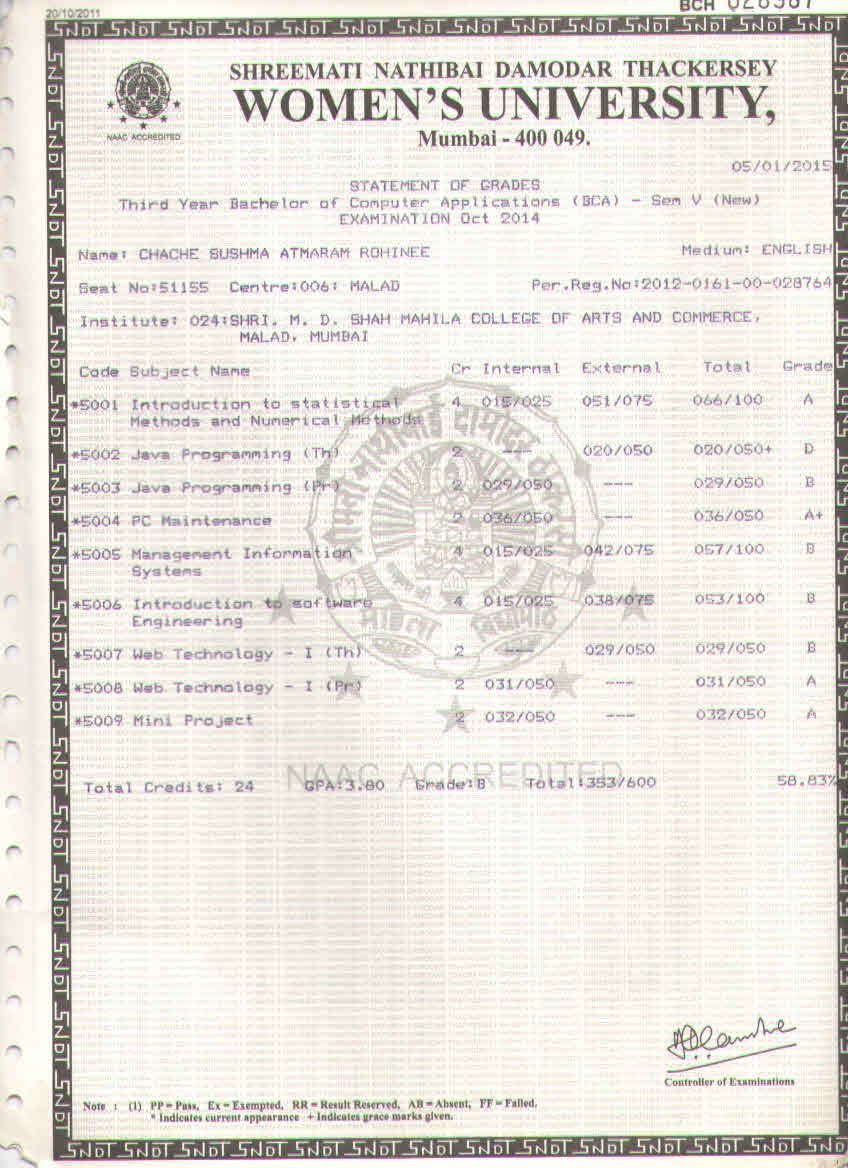 20/10/2011
BCH
SHREEMATI NATHIBAI DAMODAR THACKERSEY
WOMEN'S UNIVERSITY,
Mumbai - 400 049.
NAAC ACCREDITED
05/01/2015
STATEMENT OF GRADES
Third Year Bachelor of Computer Applications (BCA) - Sem V (New)
EXAMINATION Oct 2014
Name: CHACHE SUSHMA ATMARAM ROHINEE Medium: ENGLISH
Seat No:51155 Centre:006: MALAD Per.Reg.No:2012-0161-00-028764
Institute: 024:SHRI. M. D. SHAH MAHILA COLLEGE OF ARTS AND COMMERCE,
MALAD, MUMBAI
Code Subject Name Cr Internal External Total Grade
*5001 Introduction to statistical 4 015/025 051/075 066/100 A
Methods and Numerical Methods
*5002 Java Programming (Th) 2 --- 020/050 020/050+ D
*5003 Java Programming (Pr) 2 029/050 --- 029/050 B
*5004 PC Maintenance 2 036/050 --- 036/050 A+
*5005 Management Information 4 015/025 042/075 057/100 B
Systems
*5006 Introduction to software 4 015/025 038/075 053/100 B
Engineering
*5007 Web Technology - I (Th) 2 --- 029/050 029/050 B
*5008 Web Technology - I (Pr) 2 031/050 --- 031/050 A
*5009 Mini Project 2 032/050 --- 032/050 A
NAAC ACCREDITED
Total Credits: 24 GPA:3.80 Grade:B Total:353/600 58.83%
Controller of Examinations
Note : (1) PP = Pass, Ex = Exempted, RR = Result Reserved, AB = Absent, FF = Failed.
* Indicates current appearance + Indicates grace marks given.